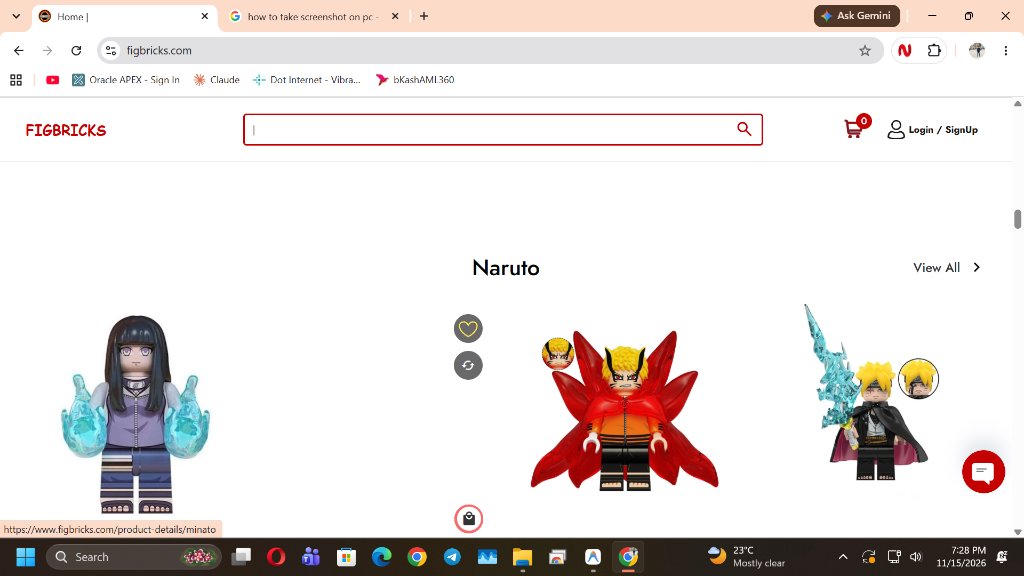 Home |
how to take screenshot on pc -
Ask Gemini
figbricks.com
Oracle APEX - Sign In
Claude
Dot Internet - Vibra...
bKashAML360
FIGBRICKS
0
Login / SignUp
Naruto
View All
https://www.figbricks.com/product-details/minato
Search
23°C
Mostly clear
7:28 PM
11/15/2026